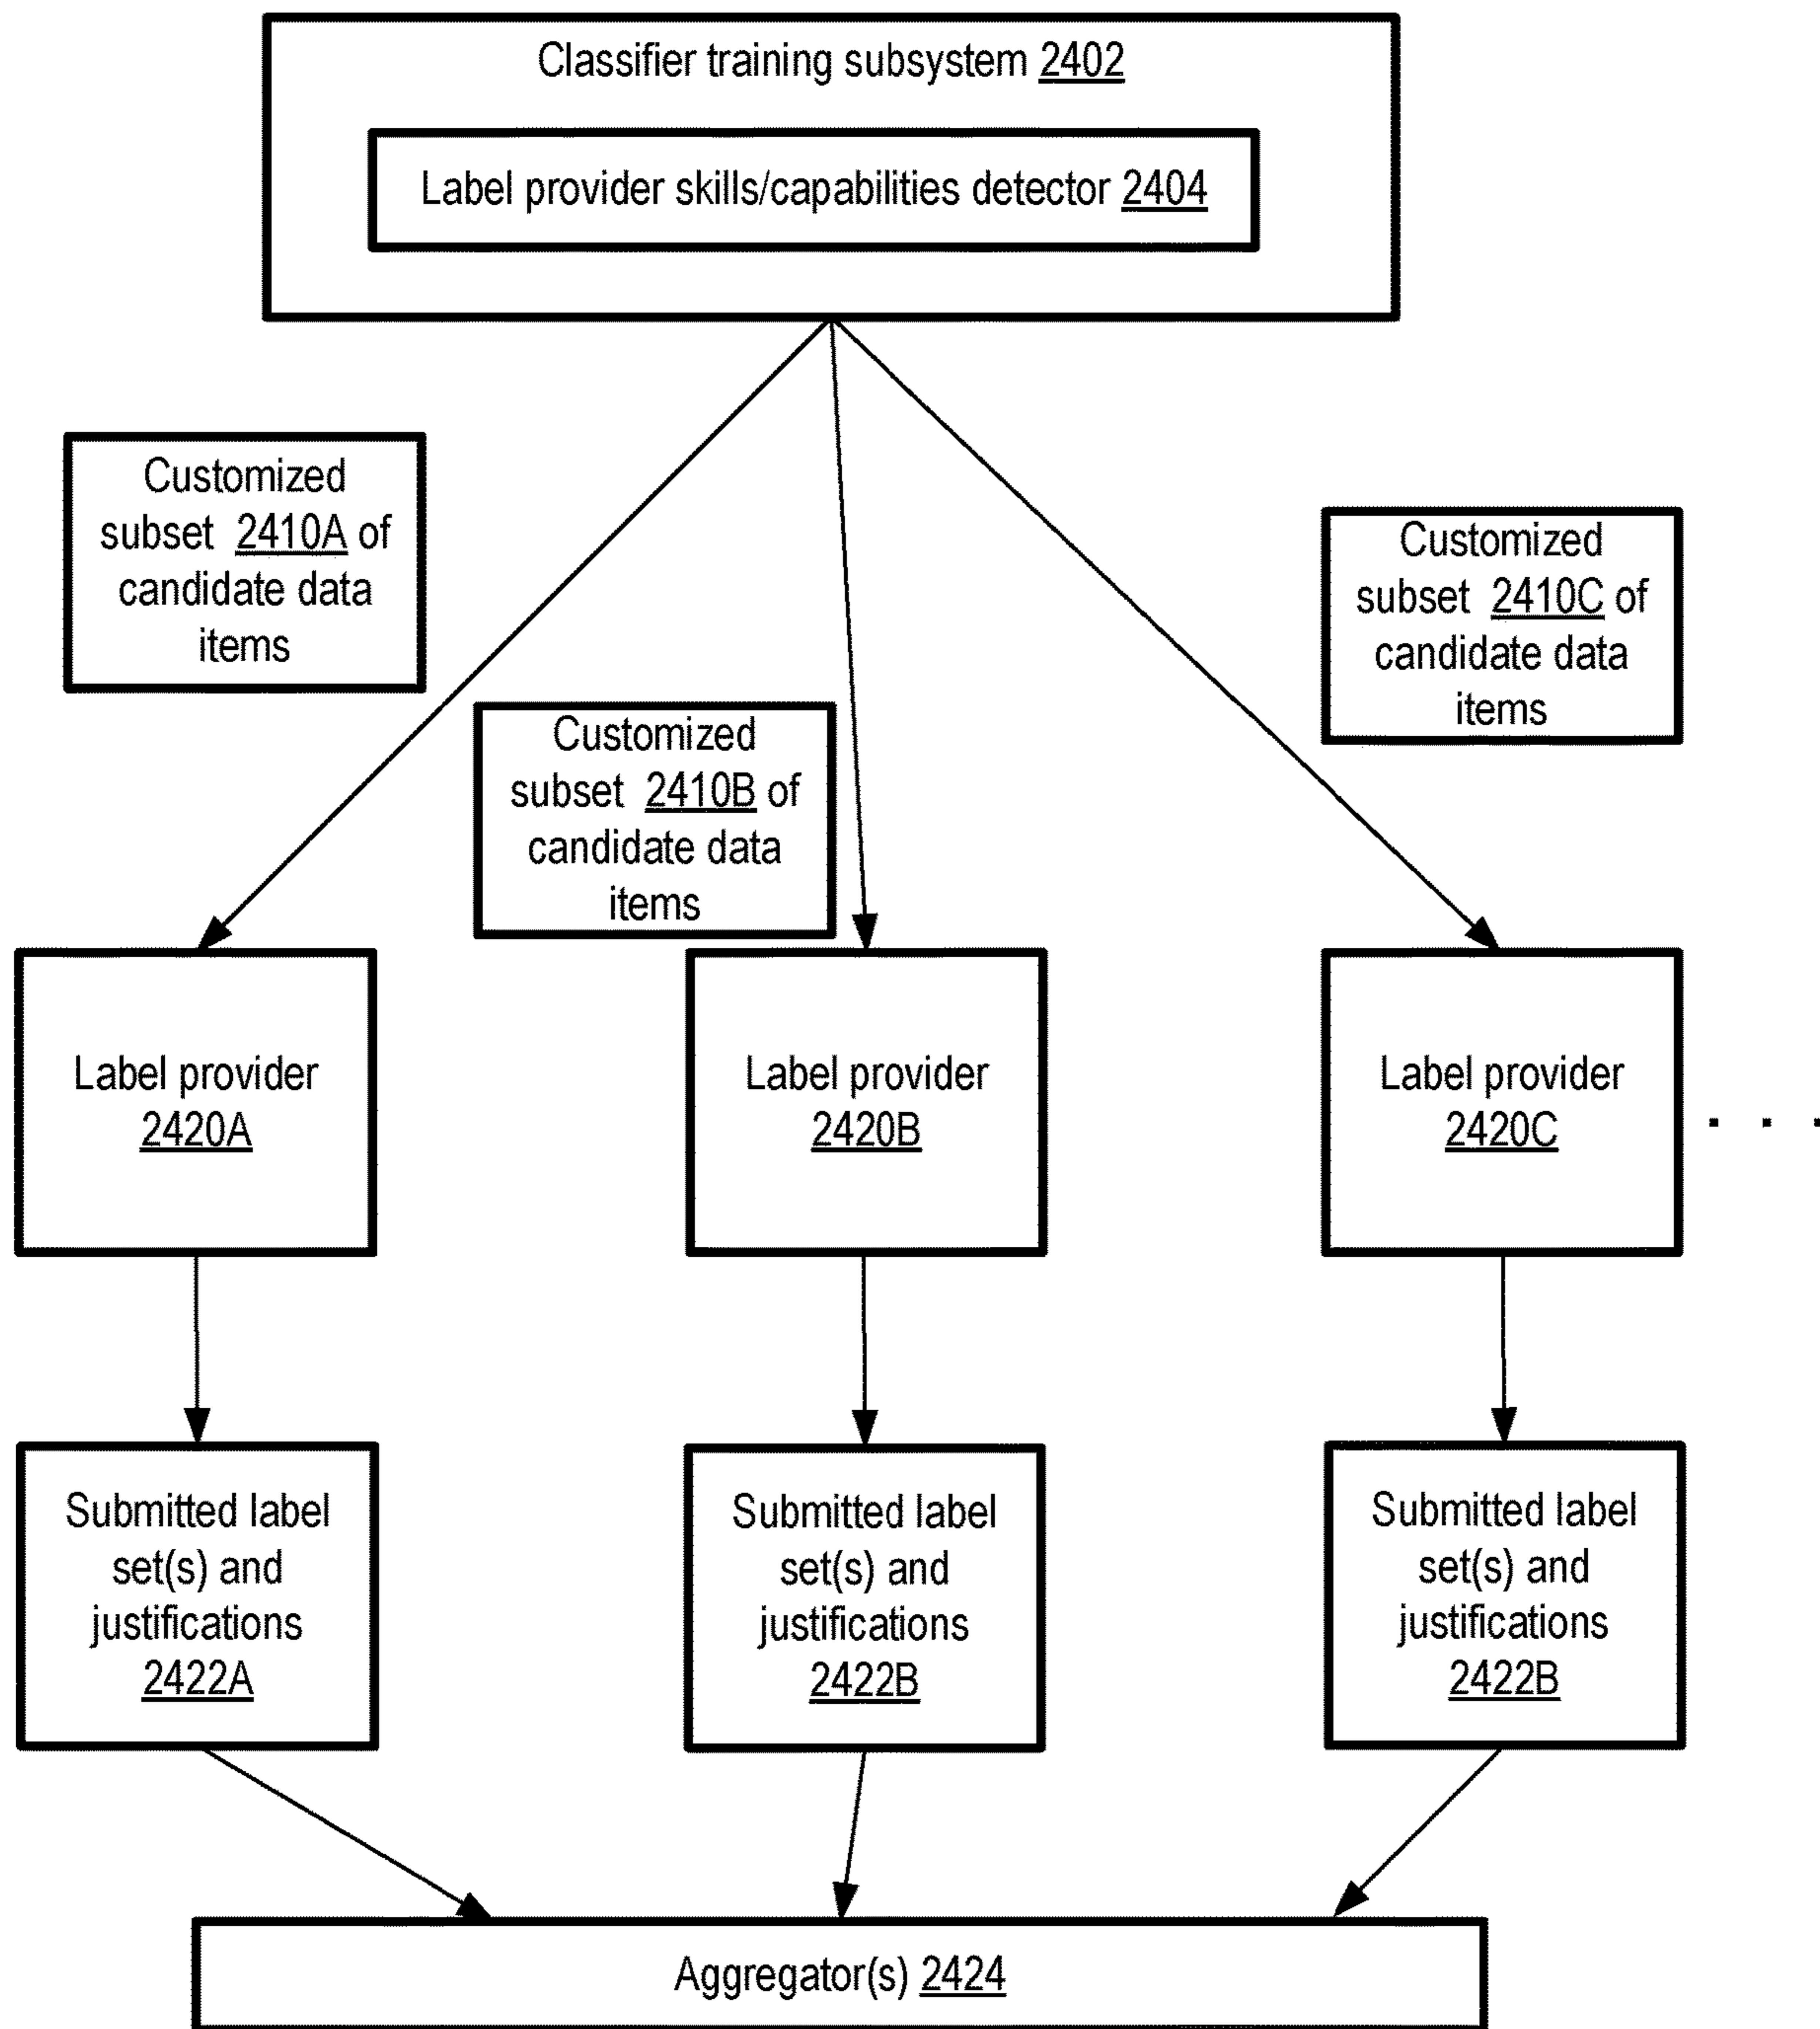 Classifier training subsystem 2402
Label provider skills/capabilities detector 2404
Customized
subset 2410A of
candidate data
items
Customized
subset 2410B of
candidate data
items
Customized
subset 2410C of
candidate data
items
Label provider
2420A
Label provider
2420B
Label provider
2420C
. . .
Submitted label
set(s) and
justifications
2422A
Submitted label
set(s) and
justifications
2422B
Submitted label
set(s) and
justifications
2422B
Aggregator(s) 2424